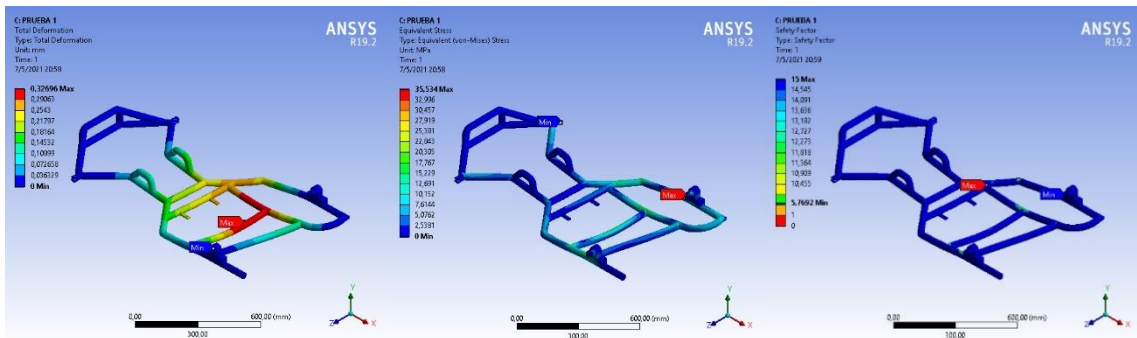 C: PRUEBA 1
Total Deformation
Type: Total Deformation
Unit: mm
Time: 1
7/5/2021 20:58
ANSYS
R19.2
0,32696 Max
0,29063
0,2543
0,21797
0,18164
0,14532
0,10899
0,072658
0,036329
0 Min
Max
Min
0,00
600,00 (mm)
300,00
Y
Z
X
C: PRUEBA 1
Equivalent Stress
Type: Equivalent (von-Mises) Stress
Unit: MPa
Time: 1
7/5/2021 20:58
ANSYS
R19.2
35,534 Max
32,996
30,457
27,919
25,381
22,843
20,305
17,767
15,229
12,691
10,152
7,6144
5,0762
2,5381
0 Min
Min
Max
0,00
600,00 (mm)
300,00
Y
Z
X
C: PRUEBA 1
Safety Factor
Type: Safety Factor
Time: 1
7/5/2021 20:59
ANSYS
R19.2
15 Max
14,545
14,091
13,636
13,182
12,727
12,273
11,818
11,364
10,909
10,455
5,7692 Min
1
0
Max
Min
0,00
600,00 (mm)
300,00
Y
Z
X